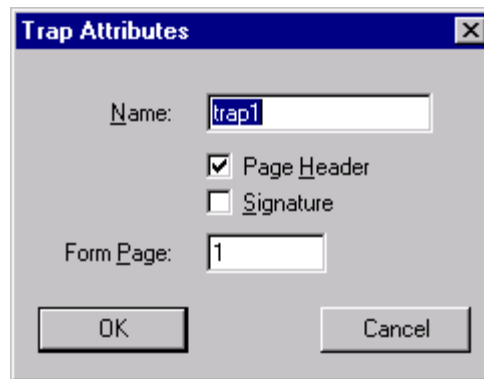 Trap Attributes
Name: trap1
Page Header
Signature
Form Page: 1
OK Cancel